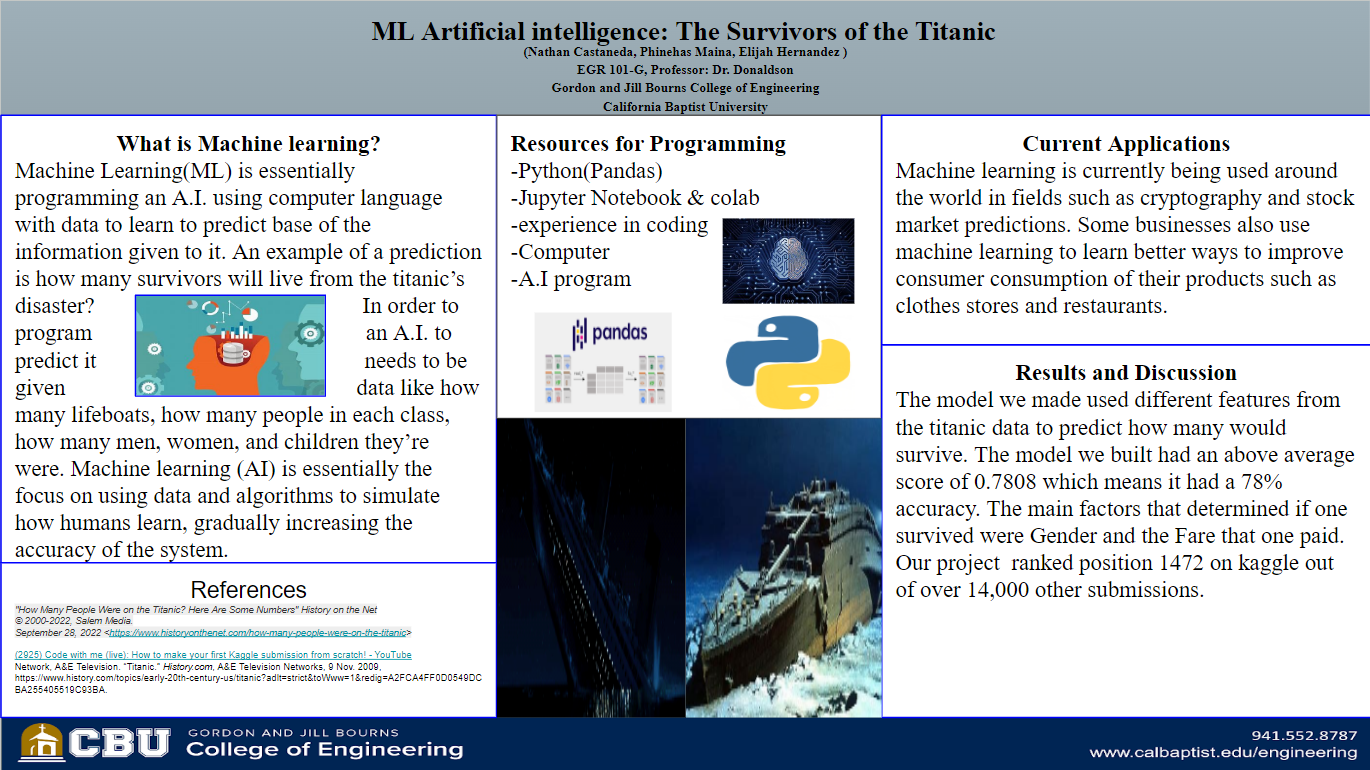 ML Artificial intelligence: The Survivors of the Titanic
(Nathan Castaneda, Phinehas Maina, Elijah Hernandez )
EGR 101-G, Professor: Dr. Donaldson
Gordon and Jill Bourns College of Engineering
California Baptist University
What is Machine learning?
Machine Learning(ML) is essentially
programming an A.I. using computer language
with data to learn to predict base of the
information given to it. An example of a prediction
is how many survivors will live from the titanic’s
disaster? In order to
program an A.I. to
predict it needs to be
given data like how
many lifeboats, how many people in each class,
how many men, women, and children they’re
were. Machine learning (AI) is essentially the
focus on using data and algorithms to simulate
how humans learn, gradually increasing the
accuracy of the system.
References
"How Many People Were on the Titanic? Here Are Some Numbers" History on the Net
© 2000-2022, Salem Media.
September 28, 2022 <https://www.historyonthenet.com/how-many-people-were-on-the-titanic>
(2925) Code with me (live): How to make your first Kaggle submission from scratch! - YouTube
Network, A&E Television. “Titanic.” History.com, A&E Television Networks, 9 Nov. 2009,
https://www.history.com/topics/early-20th-century-us/titanic?adlt=strict&toWww=1&redig=A2FCA4FF0D0549DC
BA255405519C93BA.
Resources for Programming
-Python(Pandas)
-Jupyter Notebook & colab
-experience in coding
-Computer
-A.I program
pandas
Current Applications
Machine learning is currently being used around
the world in fields such as cryptography and stock
market predictions. Some businesses also use
machine learning to learn better ways to improve
consumer consumption of their products such as
clothes stores and restaurants.
Results and Discussion
The model we made used different features from
the titanic data to predict how many would
survive. The model we built had an above average
score of 0.7808 which means it had a 78%
accuracy. The main factors that determined if one
survived were Gender and the Fare that one paid.
Our project  ranked position 1472 on kaggle out
of over 14,000 other submissions.
CBU
GORDON AND JILL BOURNS
College of Engineering
941.552.8787
www.calbaptist.edu/engineering